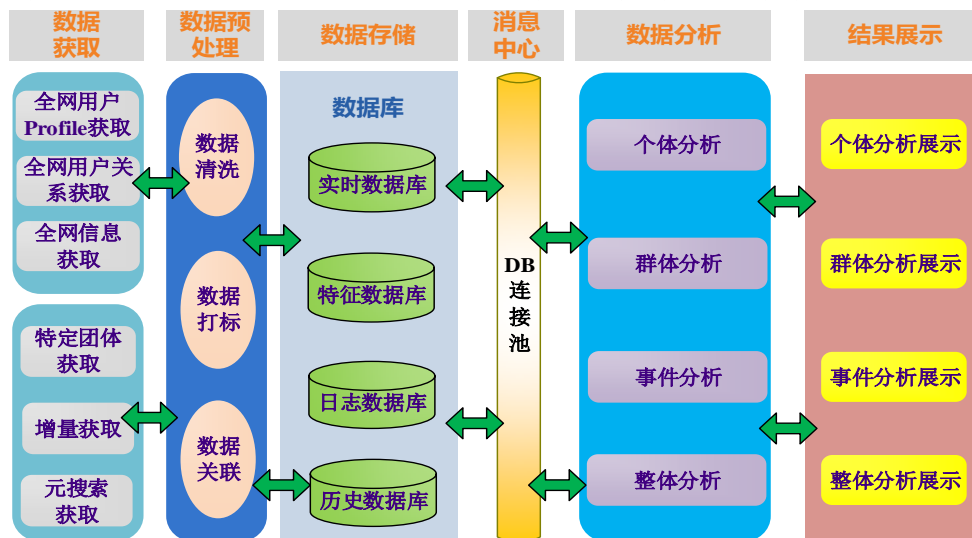 数据
获取
数据预
处理
数据存储
消息
中心
数据分析
结果展示
全网用户
Profile获取
全网用户关
系获取
全网信息
获取
特定团体
获取
增量获取
元搜索
获取
数据
清洗
数据
打标
数据
关联
数据库
实时数据库
特征数据库
日志数据库
历史数据库
DB
连
接
池
个体分析
群体分析
事件分析
整体分析
个体分析展示
群体分析展示
事件分析展示
整体分析展示